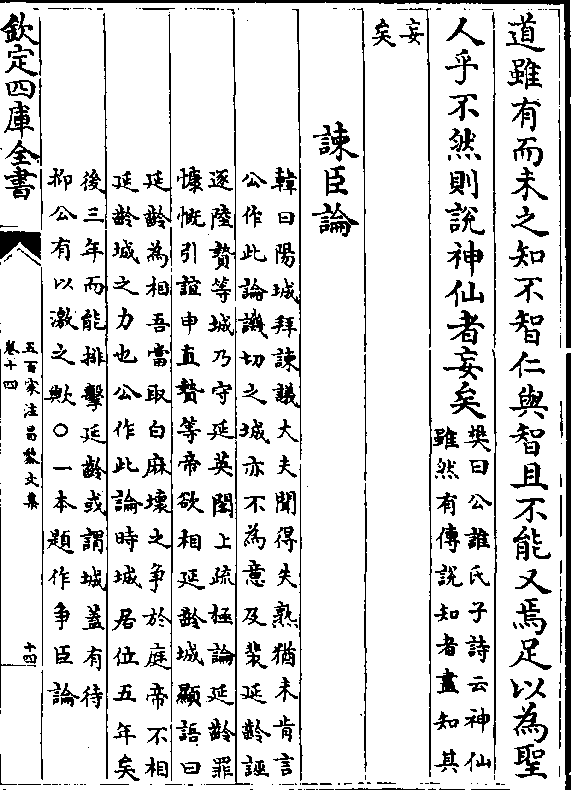 道雖有而未之知不智仁與智且不能又焉足以為聖
人乎不然則說神仙者妄矣
樊曰公誰氏子詩云神仙
雖然有傳說知者盡知其
妄
矣
諫臣論
韓曰陽城拜諫議大夫聞得失熟猶未肯言
公作此論譏切之城亦不為意及裴延齡誣
逐陸贄等城乃守延英閣上疏極論延齡罪
慷慨引誼申直贄等帝欲相延齡城顯語曰
延齡為相吾當取白麻壞之爭於庭帝不相
延齡城之力也公作此論時城居位五年矣
後三年而能排擊延齡或謂城蓋有待
抑公有以激之歟〇一本題作爭臣論
欽定四庫全書
五百家注昌黎文集
卷十四
十四